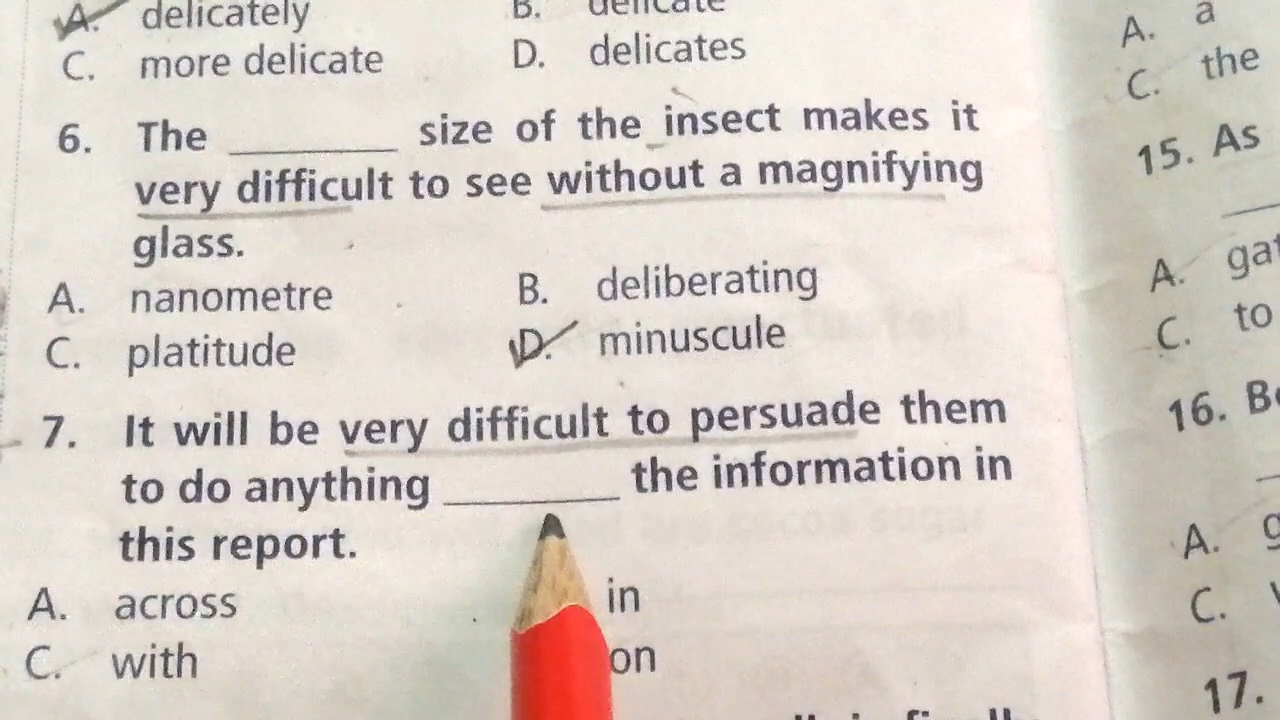 A. delicately B. delicate
C. more delicate D. delicates
6. The ________ size of the insect makes it
very difficult to see without a magnifying
glass.
A. nanometre B. deliberating
C. platitude D. minuscule
7. It will be very difficult to persuade them
to do anything ________ the information in
this report.
A. across in
C. with on
A. a
C. the
15. As
A.
C. to
16.
A.
C.
17.